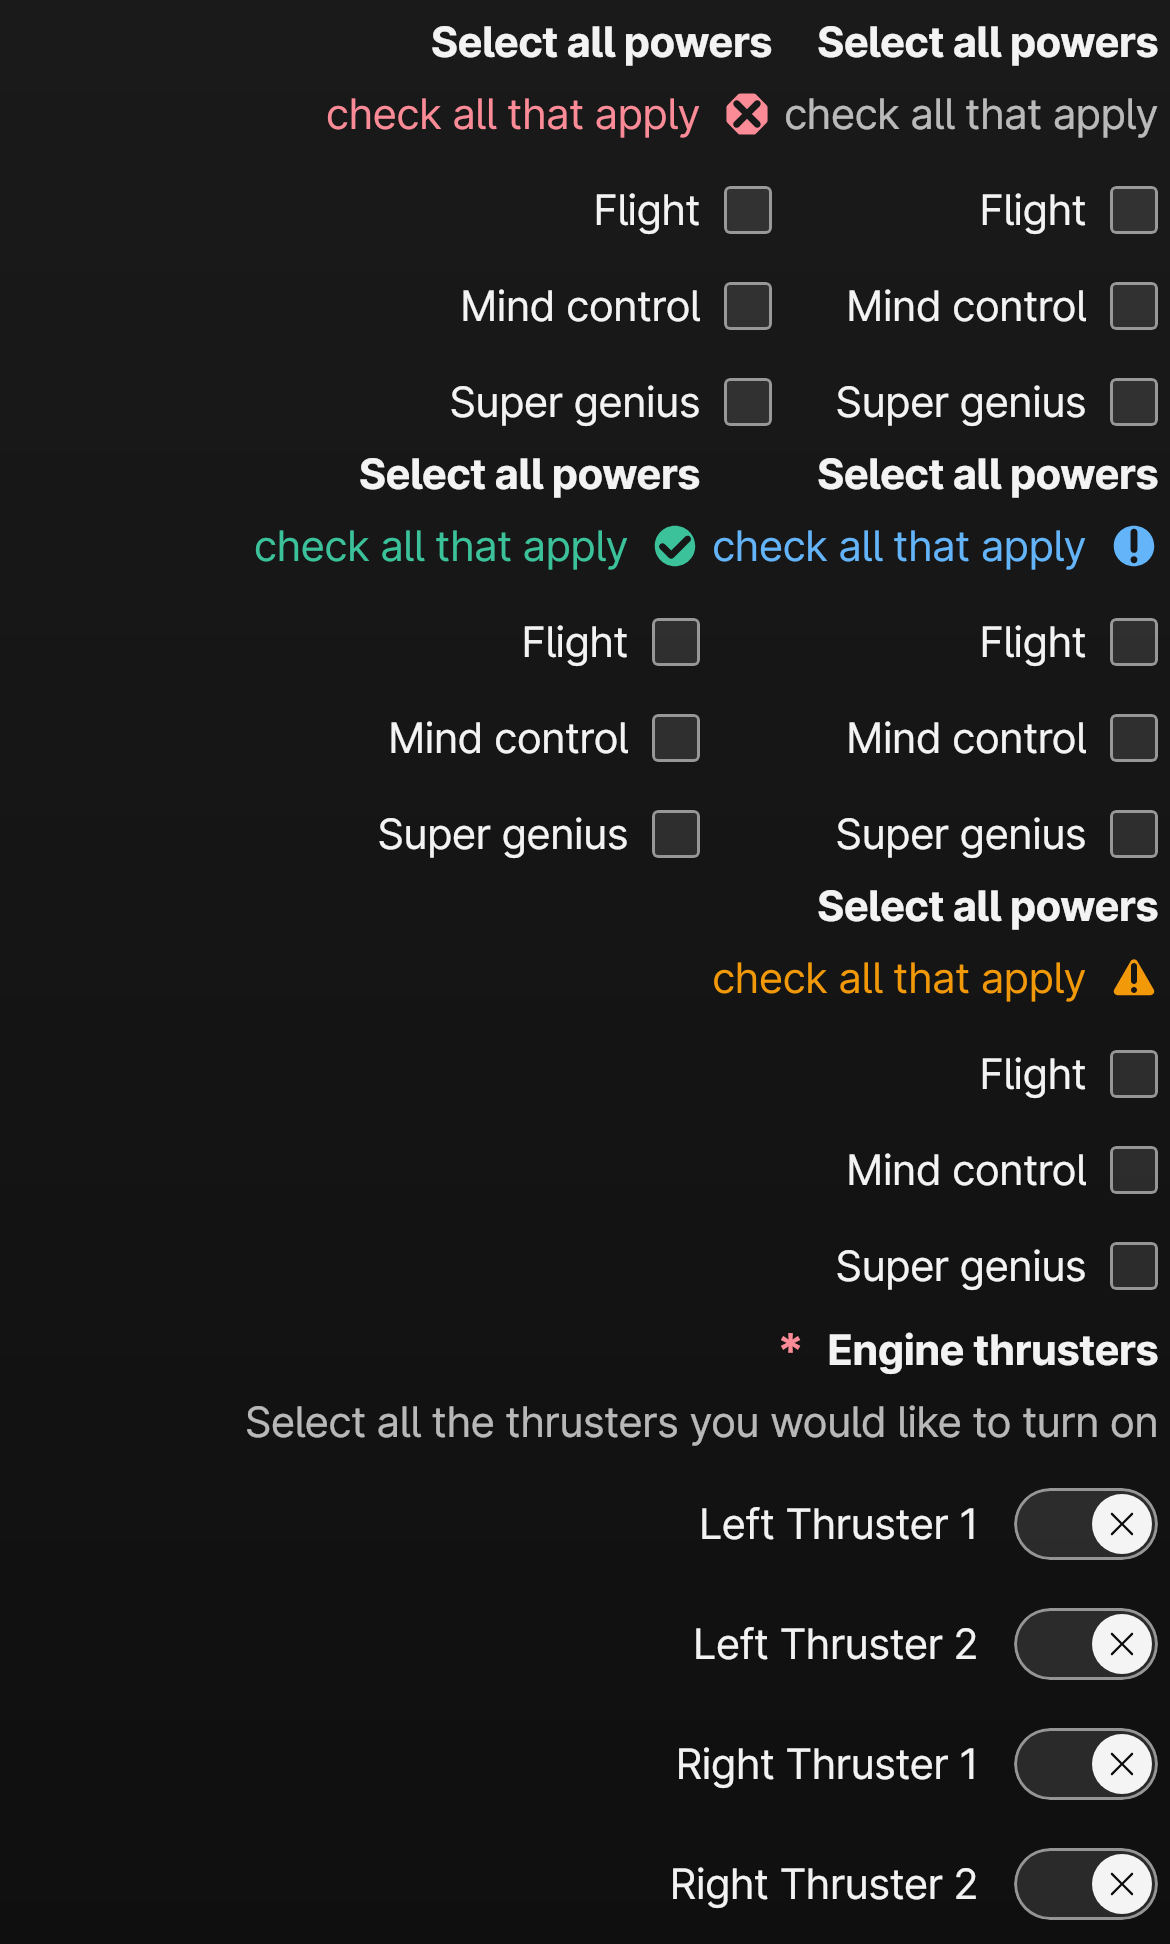 Select all powers
check all that apply
Flight
Mind control
Super genius
Select all powers
check all that apply
Flight
Mind control
Super genius
Select all powers
check all that apply
Flight
Mind control
Super genius
Select all powers
check all that apply
Flight
Mind control
Super genius
Select all powers
check all that apply
Flight
Mind control
Super genius
* Engine thrusters
Select all the thrusters you would like to turn on
Left Thruster 1
Left Thruster 2
Right Thruster 1
Right Thruster 2